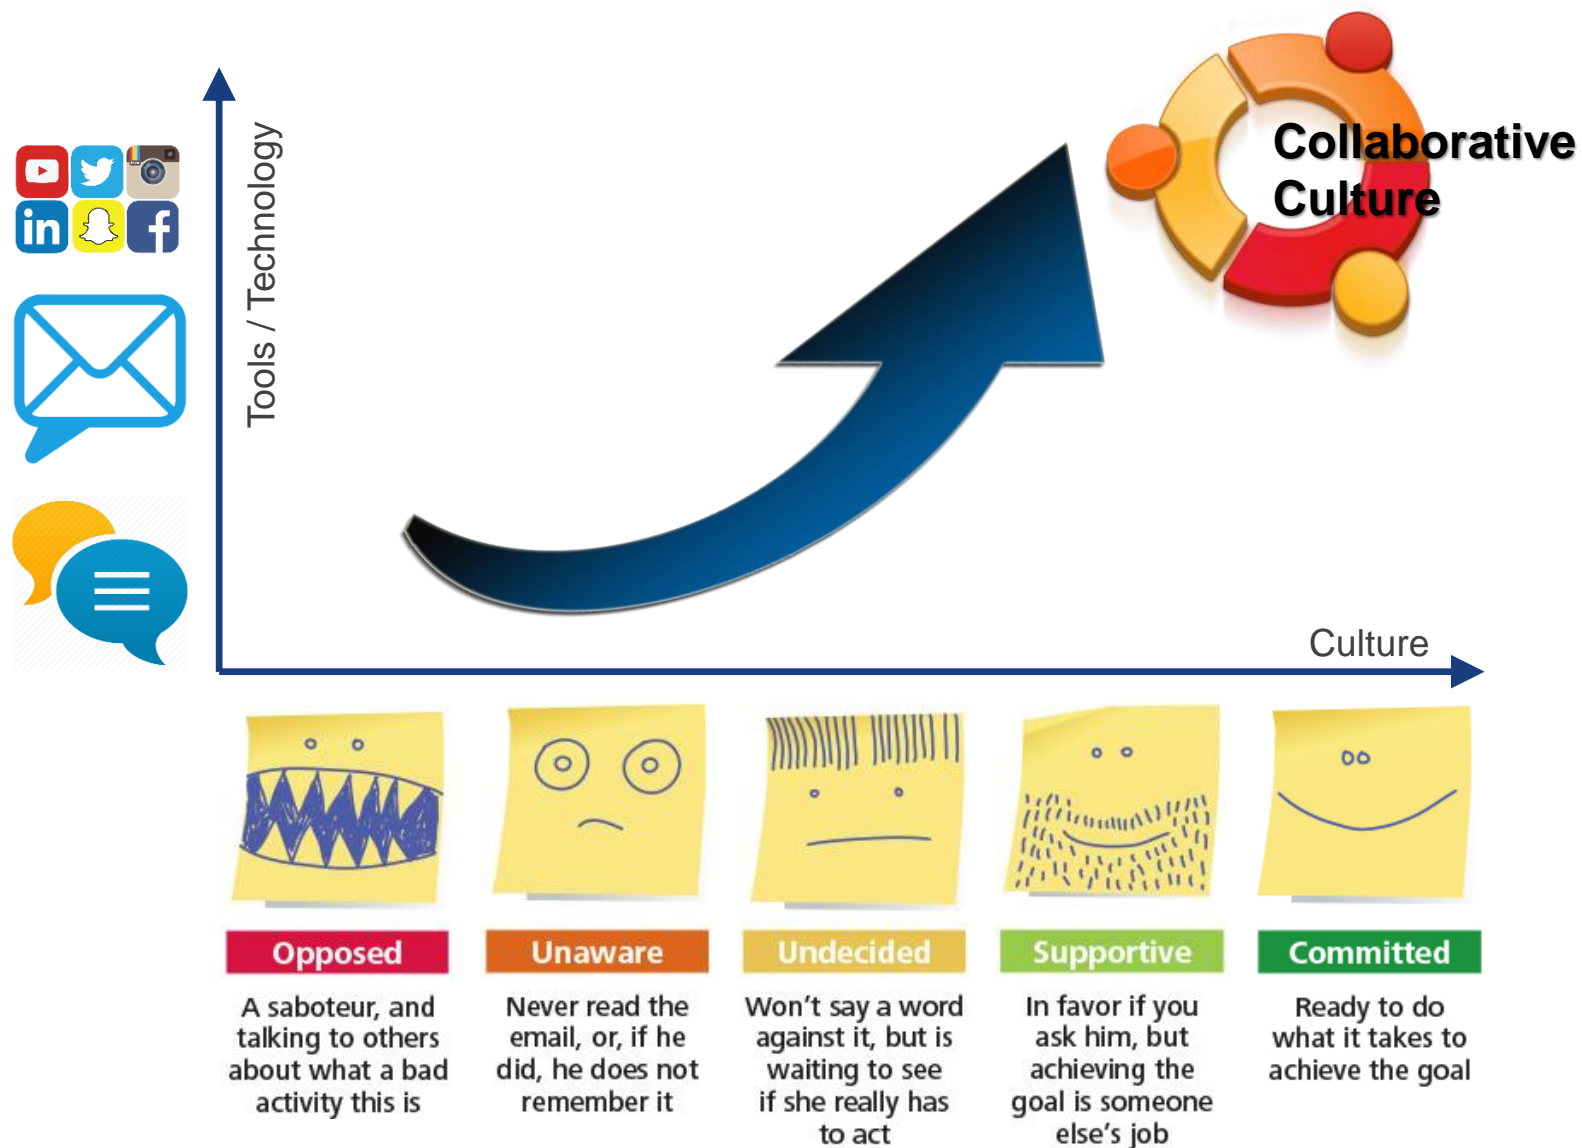 Tools / Technology
Collaborative
Culture
Culture
Opposed
A saboteur, and
talking to others
about what a bad
activity this is
Unaware
Never read the
email, or, if he
did, he does not
remember it
Undecided
Won't say a word
against it, but is
waiting to see
if she really has
to act
Supportive
In favor if you
ask him, but
achieving the
goal is someone
else's job
Committed
Ready to do
what it takes to
achieve the goal
in
f